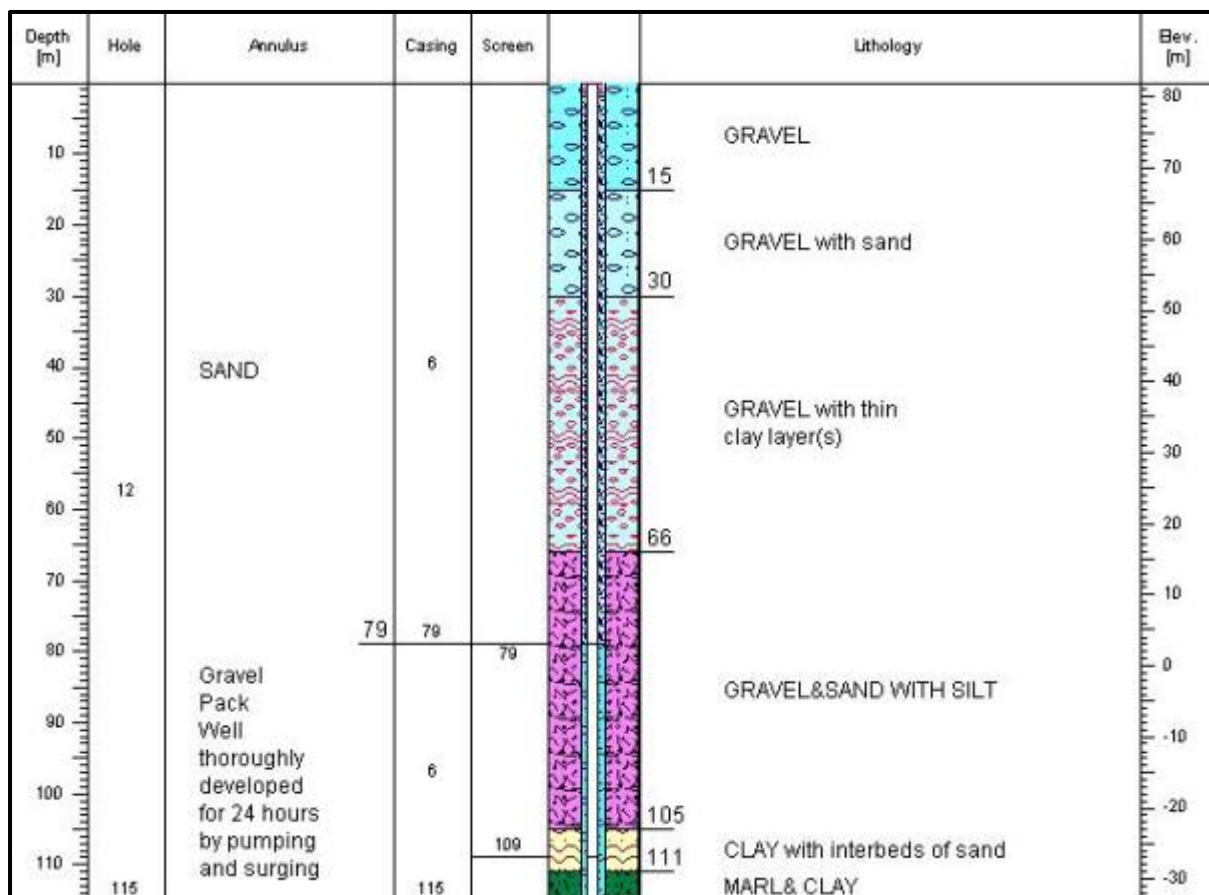 Depth
[m]
Hole
Annulus
Casing
Screen
Lithology
Elev.
[m]
80
GRAVEL
10
70
15
20
GRAVEL with sand
60
30
30
50
SAND
6
40
40
GRAVEL with thin
clay layer(s)
50
30
12
60
20
66
70
10
79
79
79
80
0
Gravel
Pack
Well
thoroughly
developed
for 24 hours
by pumping
and surging
GRAVEL&SAND WITH SILT
90
-10
6
100
-20
105
109
CLAY with interbeds of sand
111
110
115
115
MARL& CLAY
-30